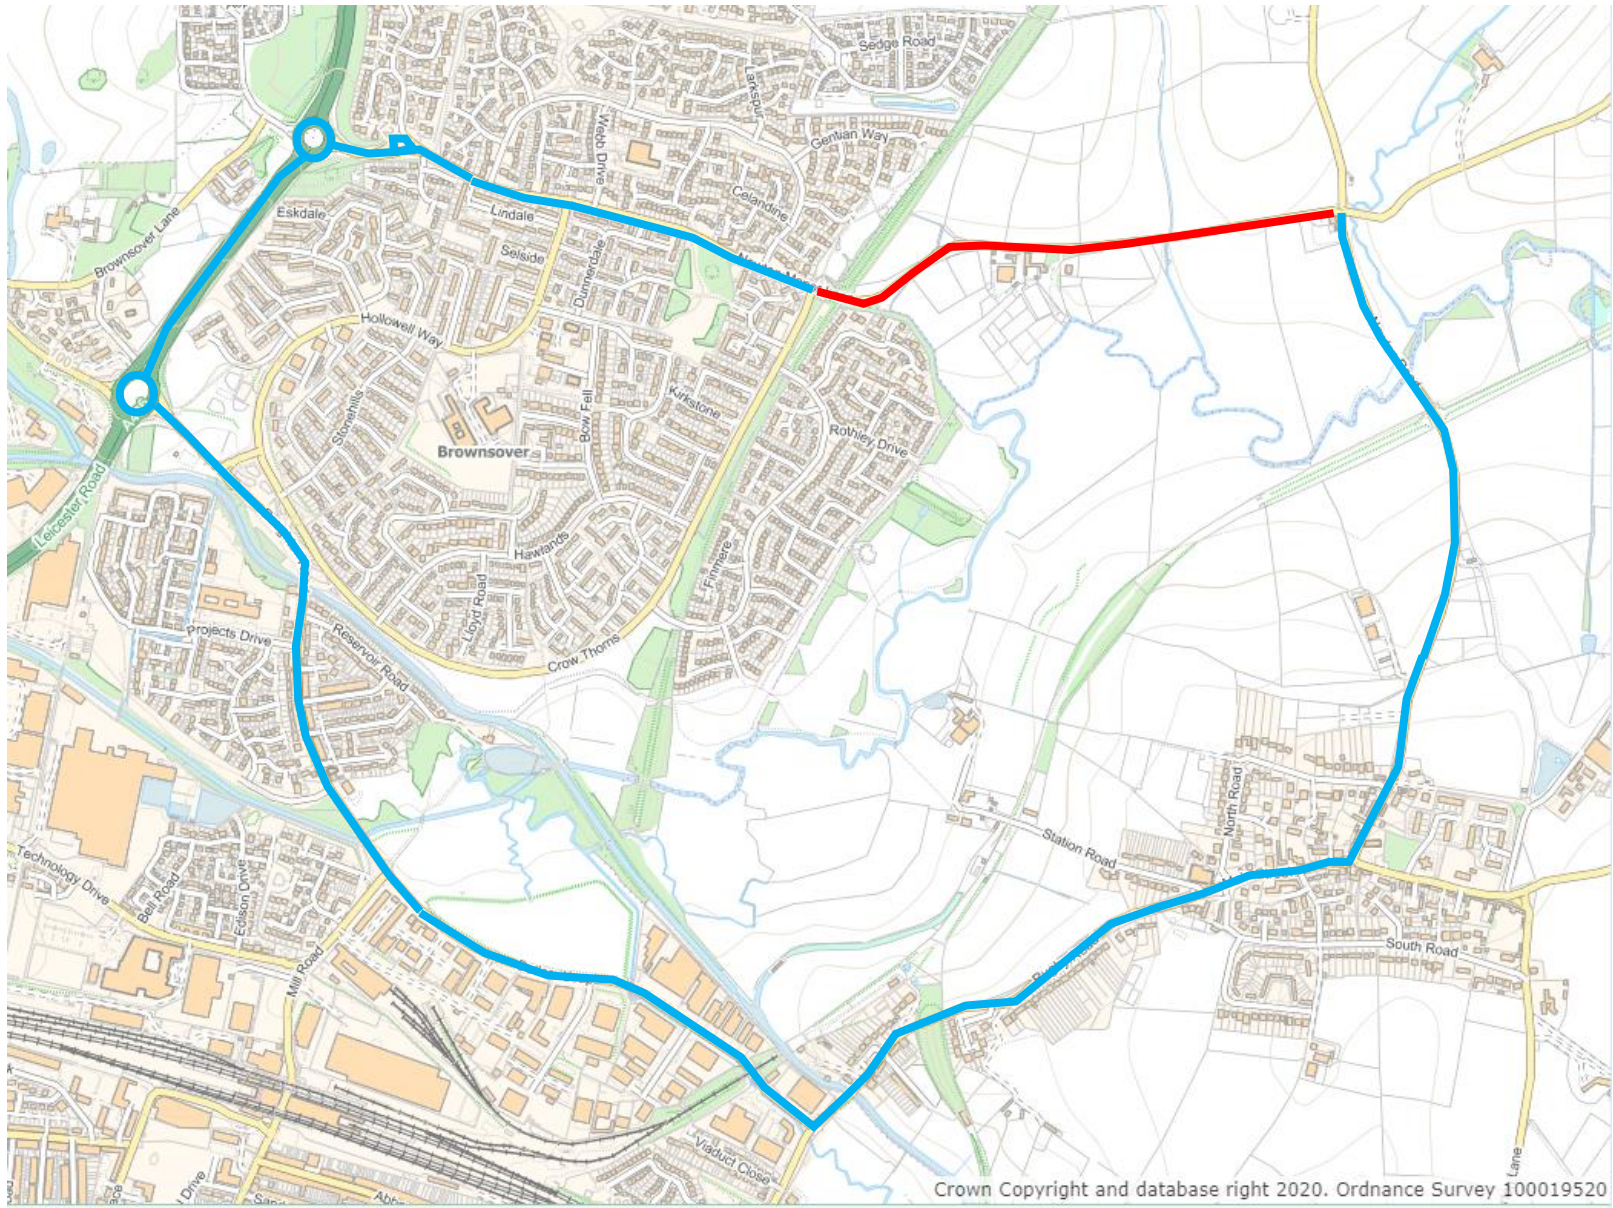 Sedge Road
Larkspur
Webb Drive
Gentian Way
Celandine
Eskdale
Lindale
Brownsover Lane
Selside
Dunnerdale
Hollowell Way
Stonehills
Bow Fell
Kirkstone
Rothley Drive
Brownsover
Leicester Road
Hawlands
Finmere
Lloyd Road
Projects Drive
Reservoir Road
Crow Thorns
North Road
Station Road
Technology Drive
Bell Road
Edison Drive
South Road
Mill Road
Viaduct Close
Drive
Lane
Crown Copyright and database right 2020. Ordnance Survey 100019520